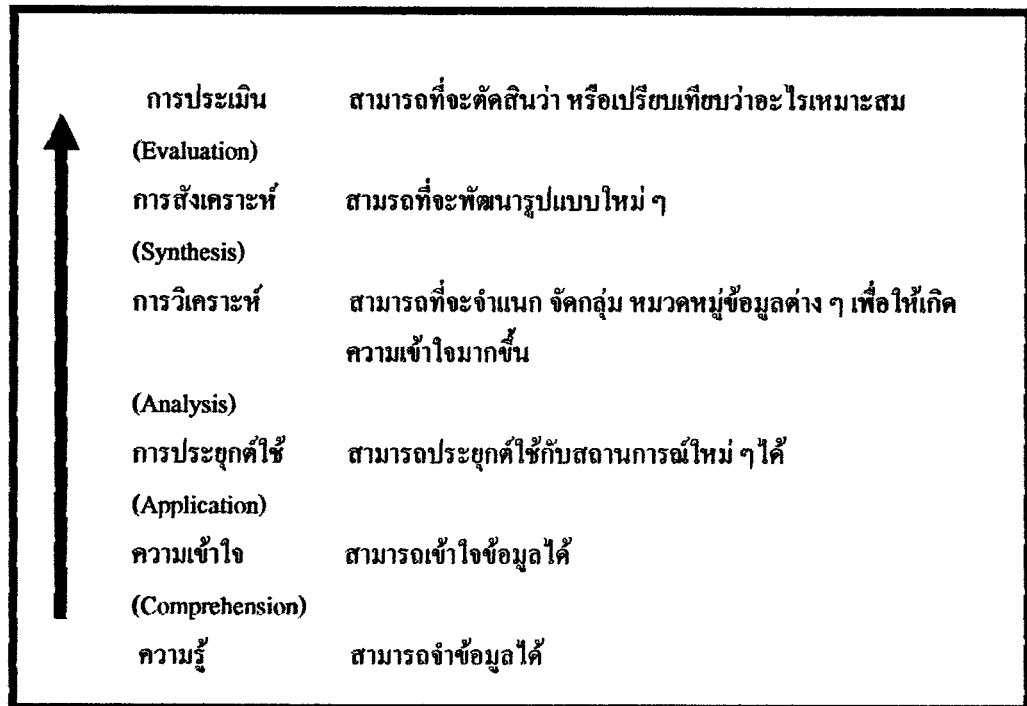 การประเมิน สามารถที่จะตัดสินว่า หรือเปรียบเทียบว่าอะไรเหมาะสม
(Evaluation)
การสังเคราะห์ สามรถที่จะพัฒนารูปแบบใหม่ ๆ
(Synthesis)
การวิเคราะห์ สามารถที่จะจำแนก จัดกลุ่ม หมวดหมู่ข้อมูลต่าง ๆ เพื่อให้เกิด
ความเข้าใจมากขึ้น
(Analysis)
การประยุกต์ใช้ สามารถประยุกต์ใช้กับสถานการณ์ใหม่ ๆ ได้
(Application)
ความเข้าใจ สามารถเข้าใจข้อมูลได้
(Comprehension)
ความรู้ สามารถจำข้อมูลได้